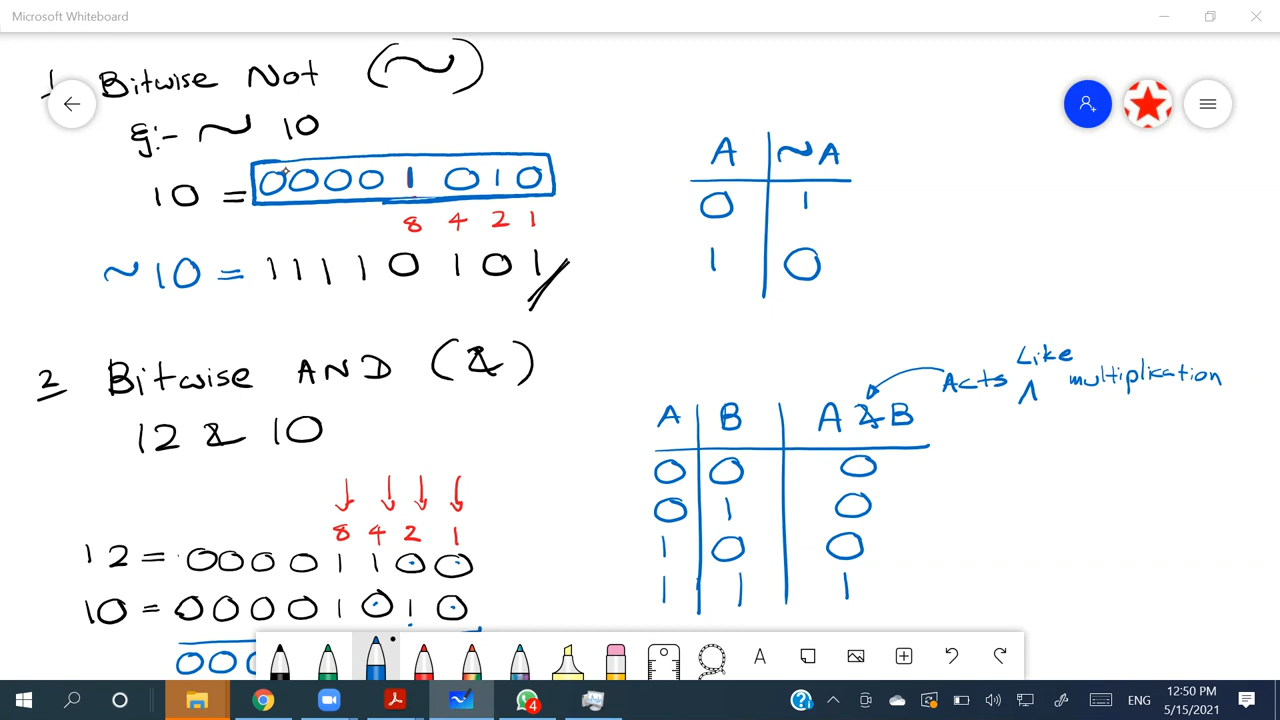 Microsoft Whiteboard
1. Bitwise Not (~)
Eg:- ~ 10
10 = 00001010
8 4 2 1
~10 = 11110101
A ~A
0 1
1 0
2 Bitwise AND (&)
12 & 10
8 4 2 1
12 = 00001100
10 = 00001010
000
Acts Like multiplication
A B A & B
0 0 0
0 1 0
1 0 0
1 1 1
A
4
ENG
12:50 PM
5/15/2021